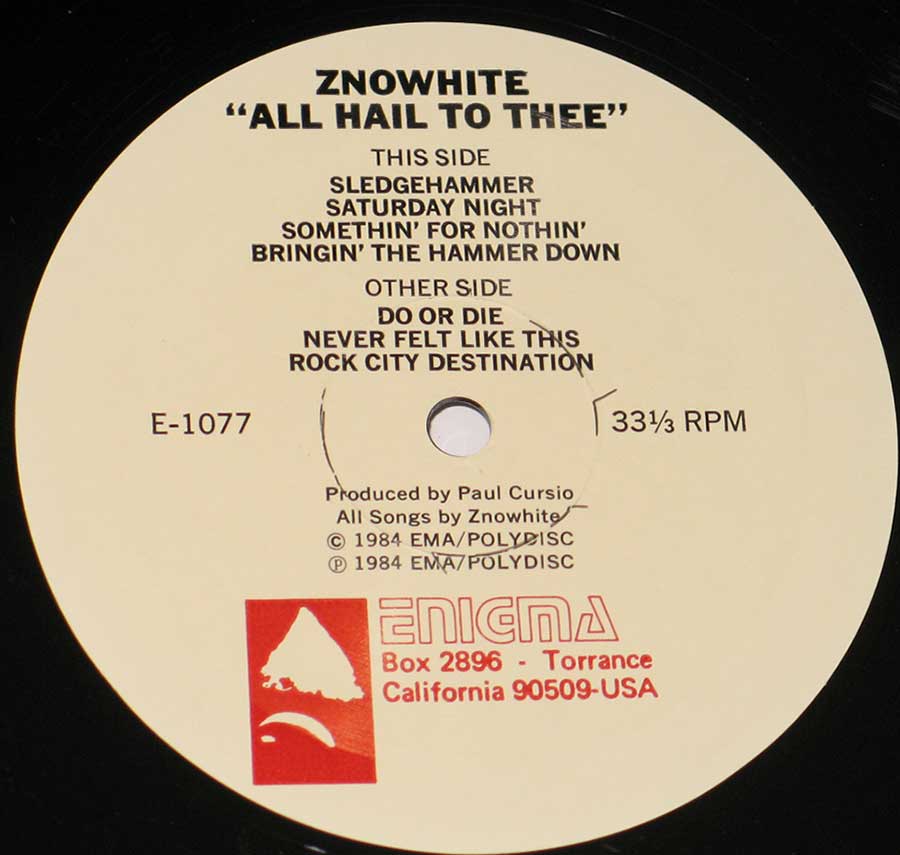 ZNOWHITE
“ALL HAIL TO THEE”
THIS SIDE
SLEDGEHAMMER
SATURDAY NIGHT
SOMETHIN’ FOR NOTHIN’
BRINGIN’ THE HAMMER DOWN
OTHER SIDE
DO OR DIE
NEVER FELT LIKE THIS
ROCK CITY DESTINATION
E-1077
33⅓ RPM
Produced by Paul Cursio
All Songs by Znowhite
© 1984 EMA/POLYDISC
℗ 1984 EMA/POLYDISC
ENIGMA
Box 2896 - Torrance
California 90509-USA